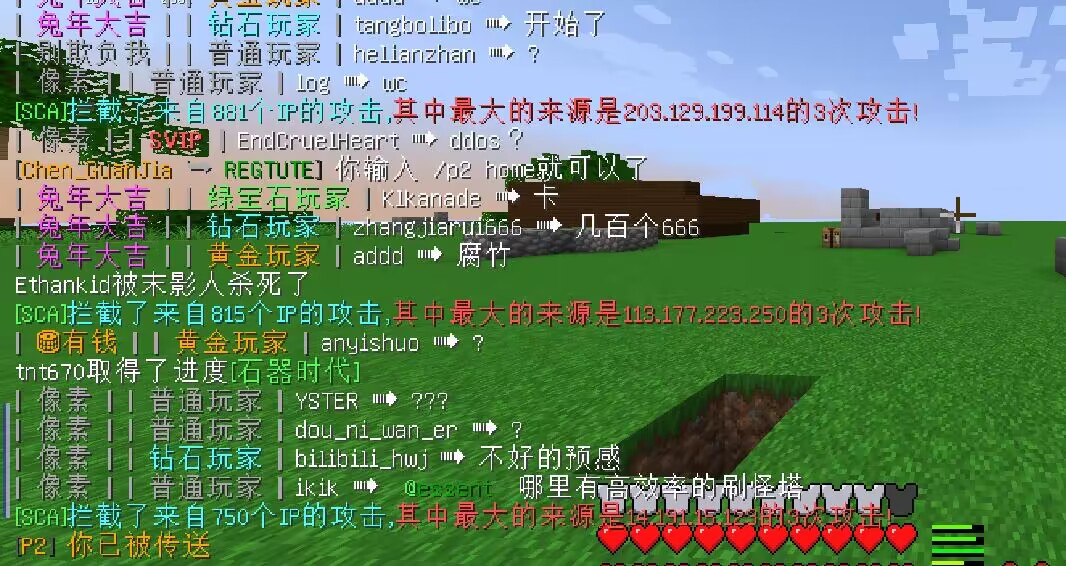 | 兔年大吉 | | 钻石玩家 | tangbolibo ➡ 开始了
| 别欺负我 | | 普通玩家 | helianzhan ➡ ?
| 像素 | | 普通玩家 | log ➡ wc
[SCA]拦截了来自881个IP的攻击,其中最大的来源是203.129.199.114的3次攻击!
| 像素 | | SVIP | EndCruelHeart ➡ ddos?
[Chen_GuanJia → REGTUTE] 你输入 /p2 home就可以了
| 兔年大吉 | | 绿宝石玩家 | Klkanade ➡ 卡
| 兔年大吉 | | 钻石玩家 | zhangjiarui666 ➡ 几百个666
| 兔年大吉 | | 黄金玩家 | addd ➡ 腐竹
Ethankid被末影人杀死了
[SCA]拦截了来自815个IP的攻击,其中最大的来源是113.177.223.250的3次攻击!
| 有钱 | | 黄金玩家 | anyishuo ➡ ?
tnt670取得了进度[石器时代]
| 像素 | | 普通玩家 | YSTER ➡ ???
| 像素 | | 普通玩家 | dou_ni_wan_er ➡ ?
| 像素 | | 钻石玩家 | bilibili_hwj ➡ 不好的预感
| 像素 | | 普通玩家 | ikik ➡ @essent 哪里有高效率的刷怪塔
[SCA]拦截了来自750个IP的攻击,其中最大的来源是14.191.15.123的3次攻击!
[P2] 你已被传送